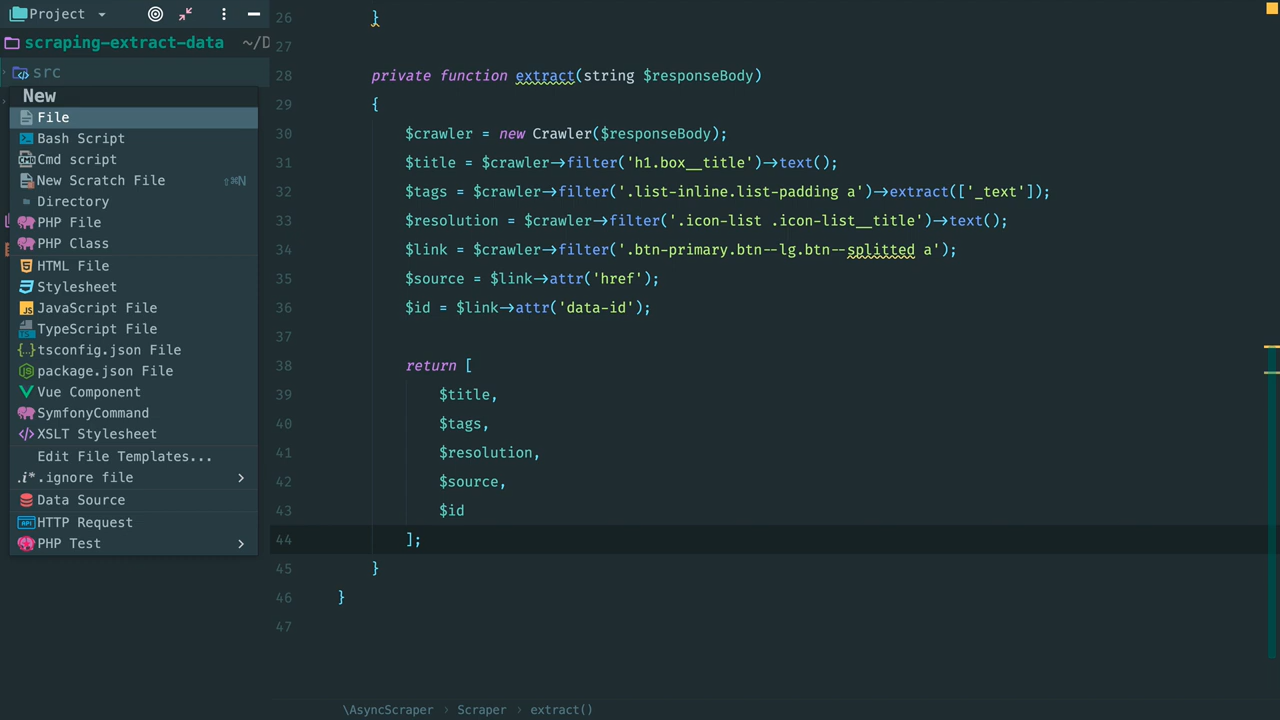 Project
scraping-extract-data ~/D
src
New
File
Bash Script
Cmd script
New Scratch File ⇧⌘N
Directory
PHP File
PHP Class
HTML File
Stylesheet
JavaScript File
TypeScript File
tsconfig.json File
package.json File
Vue Component
SymfonyCommand
XSLT Stylesheet
Edit File Templates...
.i* .ignore file
Data Source
API HTTP Request
PHP Test
26 }
27
28 private function extract(string $responseBody)
29 {
30 $crawler = new Crawler($responseBody);
31 $title = $crawler->filter('h1.box__title')->text();
32 $tags = $crawler->filter('.list-inline.list-padding a')->extract(['_text']);
33 $resolution = $crawler->filter('.icon-list .icon-list__title')->text();
34 $link = $crawler->filter('.btn-primary.btn--lg.btn--splitted a');
35 $source = $link->attr('href');
36 $id = $link->attr('data-id');
37
38 return [
39 $title,
40 $tags,
41 $resolution,
42 $source,
43 $id
44 ];
45 }
46 }
47
\AsyncScraper › Scraper › extract()